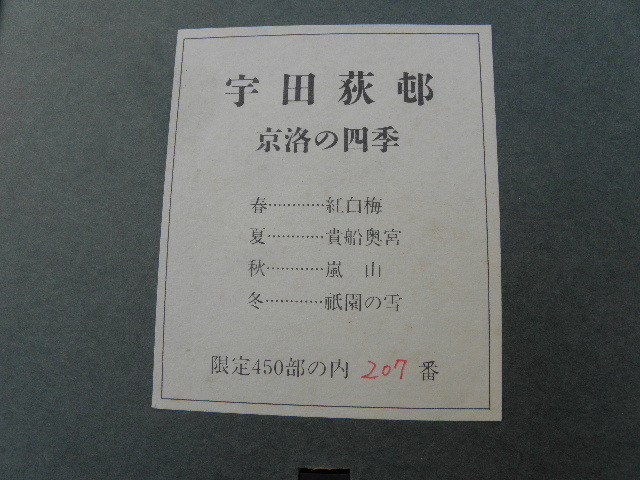 宇田荻邨
京洛の四季
春…………紅白梅
夏…………貴船奥宮
秋…………嵐　山
冬…………祇園の雪
限定450部の内 207 番